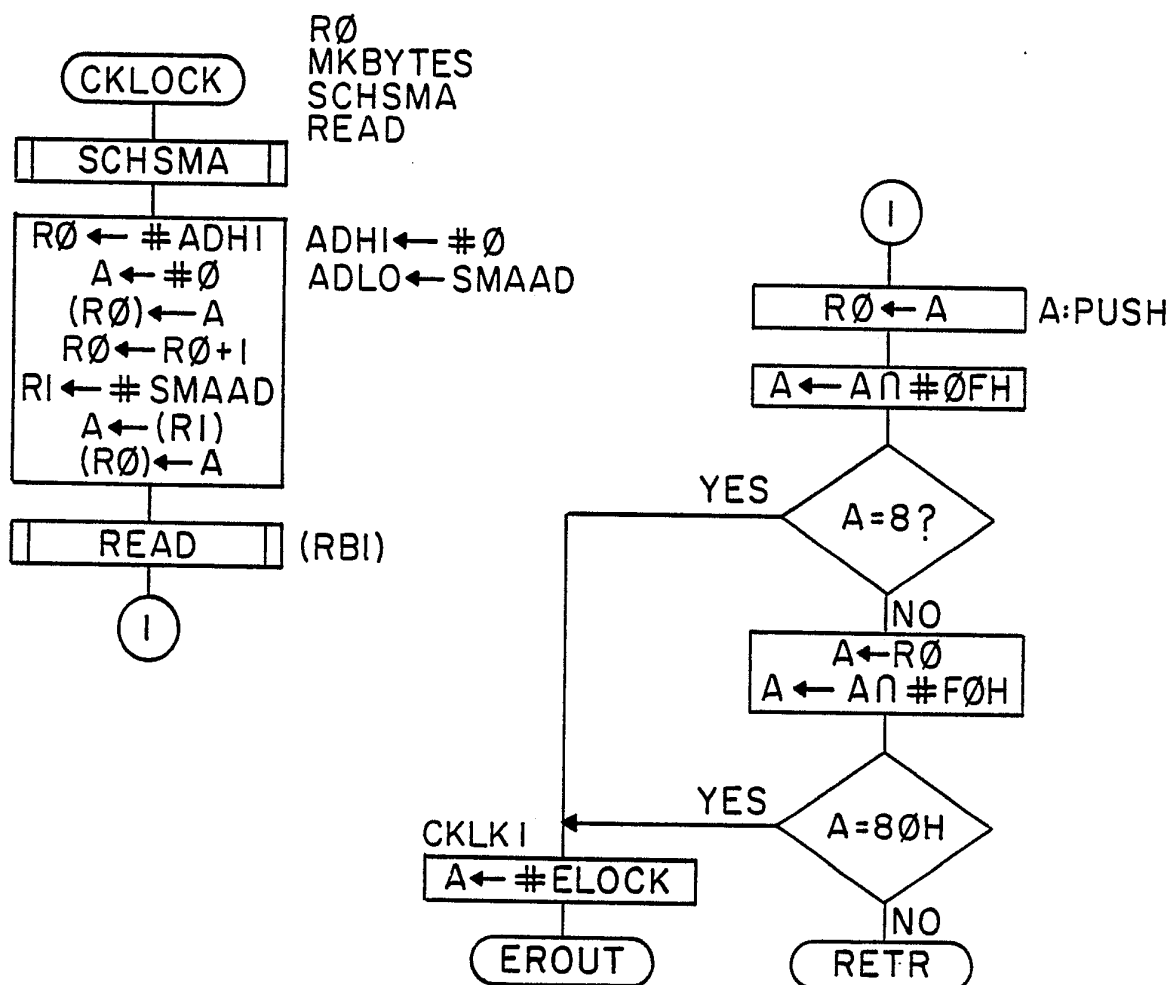 RØ
MKBYTES
SCHSMA
READ
CKLOCK
SCHSMA
RØ ← #ADHI
A ← #Ø
(RØ) ← A
RØ ← RØ+1
R1 ← #SMAAD
A ← (R1)
(RØ) ← A
ADHI ← #Ø
ADLO ← SMAAD
READ
(RB1)
1
1
RØ ← A
A:PUSH
A ← A∩#ØFH
A=8?
YES
NO
A←RØ
A ← A∩#FØH
A=8ØH
YES
NO
CKLK1
A ← #ELOCK
EROUT
RETR